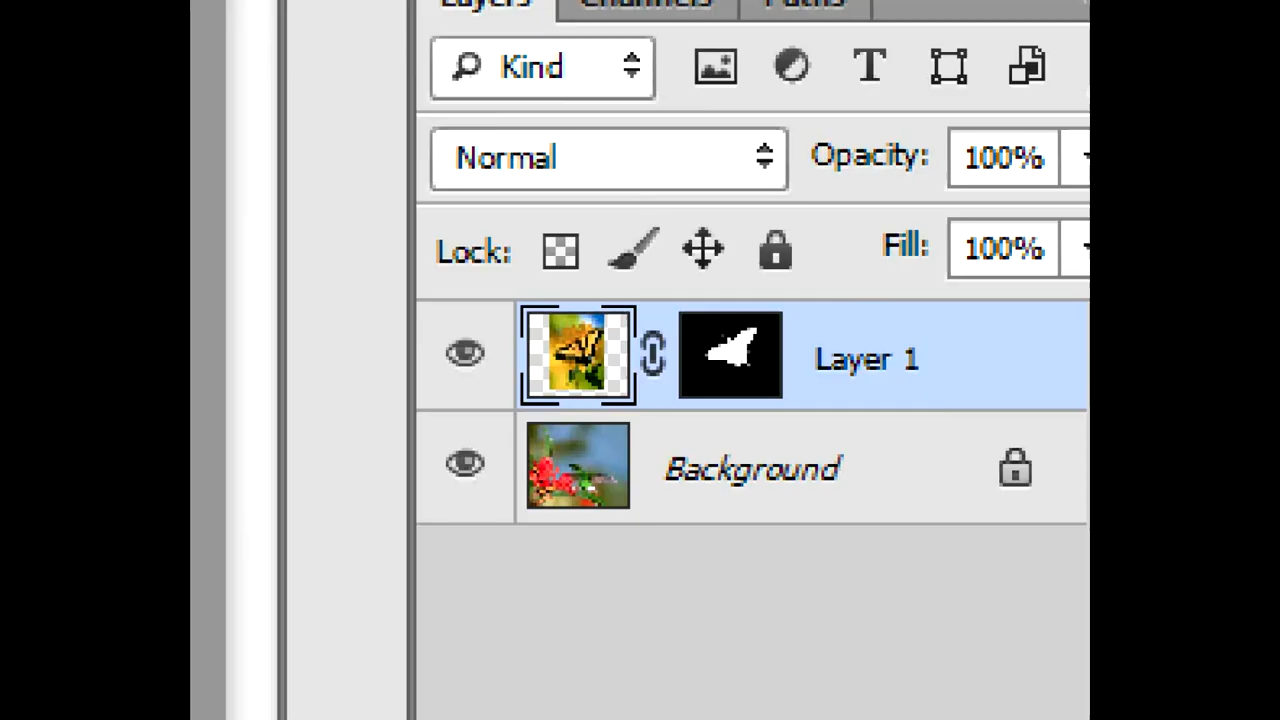 Layers Channels Paths
Kind T
Normal Opacity: 100%
Lock: Fill: 100%
Layer 1
Background